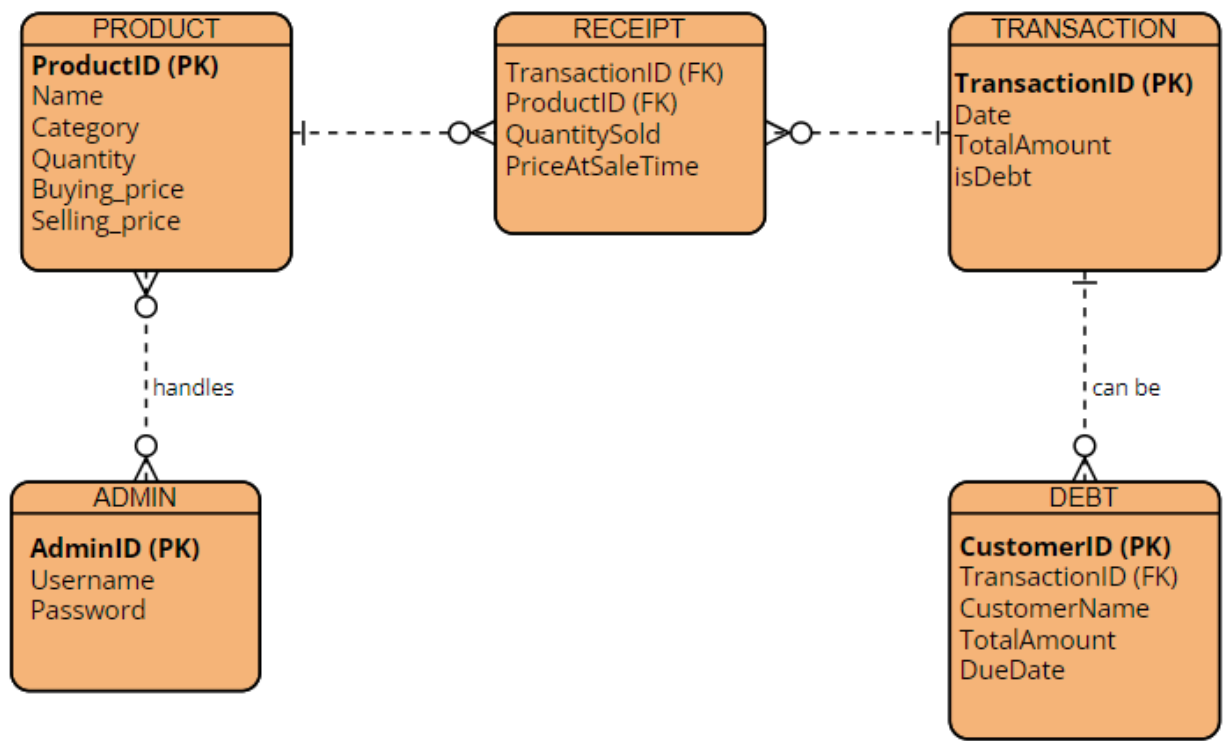 PRODUCT
ProductID (PK)
Name
Category
Quantity
Buying_price
Selling_price
RECEIPT
TransactionID (FK)
ProductID (FK)
QuantitySold
PriceAtSaleTime
TRANSACTION
TransactionID (PK)
Date
TotalAmount
isDebt
handles
can be
ADMIN
AdminID (PK)
Username
Password
DEBT
CustomerID (PK)
TransactionID (FK)
CustomerName
TotalAmount
DueDate